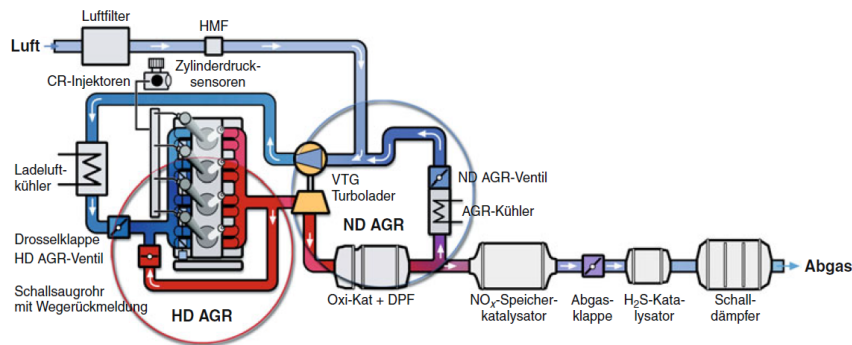 Luftfilter
HMF
Luft
CR-Injektoren
Zylinderdruck-
sensoren
Ladeluft-
kühler
VTG
Turbolader
ND AGR-Ventil
AGR-Kühler
ND AGR
Drosselklappe
HD AGR-Ventil
Schallsaugrohr
mit Wegerückmeldung
HD AGR
Oxi-Kat + DPF
NOx-Speicher-
katalysator
Abgas-
klappe
H2S-Kata-
lysator
Schall-
dämpfer
Abgas